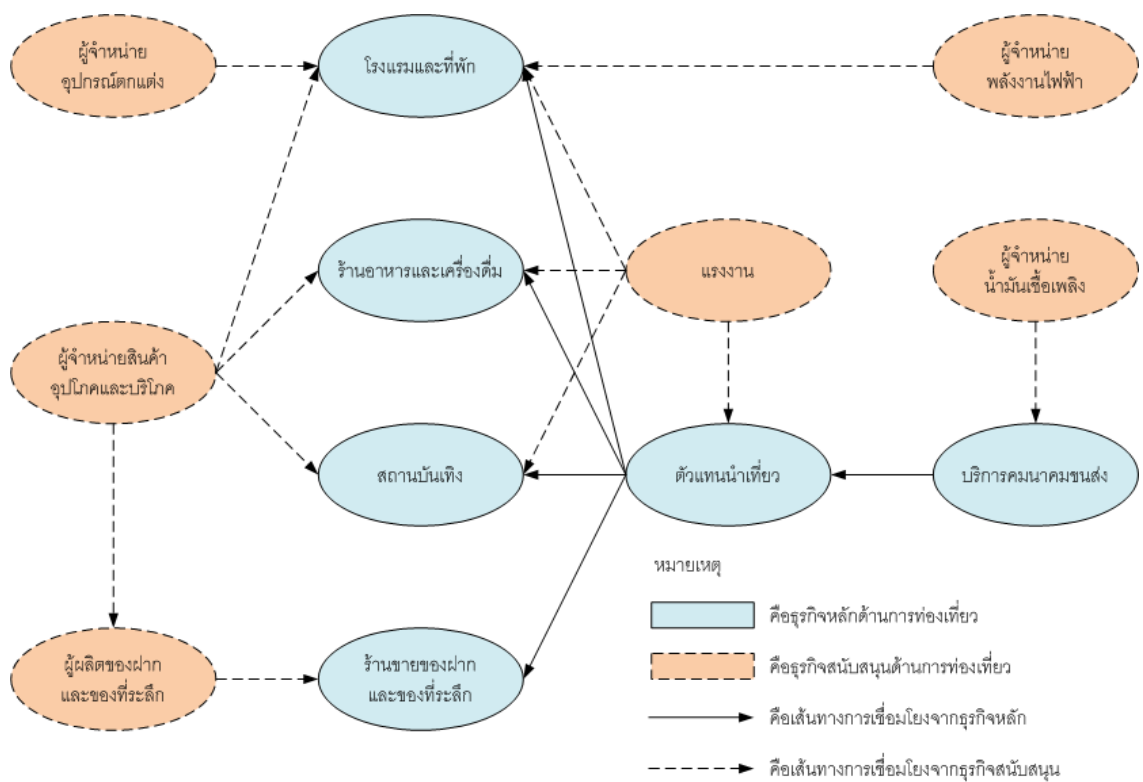 ผู้จำหน่าย
อุปกรณ์ตกแต่ง
โรงแรมและที่พัก
ผู้จำหน่าย
พลังงานไฟฟ้า
ร้านอาหารและเครื่องดื่ม
แรงงาน
ผู้จำหน่าย
น้ำมันเชื้อเพลิง
ผู้จำหน่ายสินค้า
อุปโภคและบริโภค
สถานบันเทิง
ตัวแทนนำเที่ยว
บริการคมนาคมขนส่ง
ผู้ผลิตของฝาก
และของที่ระลึก
ร้านขายของฝาก
และของที่ระลึก
หมายเหตุ
คือธุรกิจหลักด้านการท่องเที่ยว
คือธุรกิจสนับสนุนด้านการท่องเที่ยว
คือเส้นทางการเชื่อมโยงจากธุรกิจหลัก
คือเส้นทางการเชื่อมโยงจากธุรกิจสนับสนุน